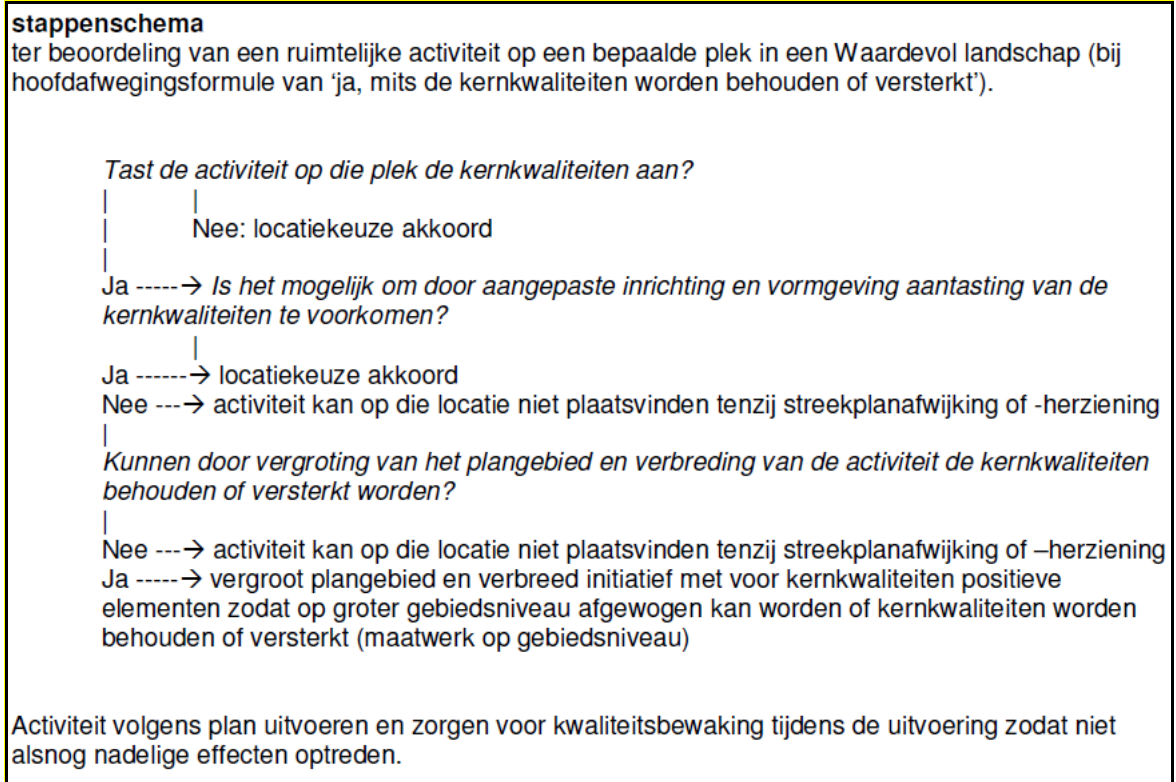 stappenschema
ter beoordeling van een ruimtelijke activiteit op een bepaalde plek in een Waardevol landschap (bij
hoofdafwegingsformule van ‘ja, mits de kernkwaliteiten worden behouden of versterkt’).
Tast de activiteit op die plek de kernkwaliteiten aan?
| |
| Nee: locatiekeuze akkoord
|
Ja -----→ Is het mogelijk om door aangepaste inrichting en vormgeving aantasting van de
kernkwaliteiten te voorkomen?
|
Ja ------→ locatiekeuze akkoord
Nee ---→ activiteit kan op die locatie niet plaatsvinden tenzij streekplanafwijking of -herziening
|
Kunnen door vergroting van het plangebied en verbreding van de activiteit de kernkwaliteiten
behouden of versterkt worden?
|
Nee ---→ activiteit kan op die locatie niet plaatsvinden tenzij streekplanafwijking of –herziening
Ja -----→ vergroot plangebied en verbreed initiatief met voor kernkwaliteiten positieve
elementen zodat op groter gebiedsniveau afgewogen kan worden of kernkwaliteiten worden
behouden of versterkt (maatwerk op gebiedsniveau)
Activiteit volgens plan uitvoeren en zorgen voor kwaliteitsbewaking tijdens de uitvoering zodat niet
alsnog nadelige effecten optreden.